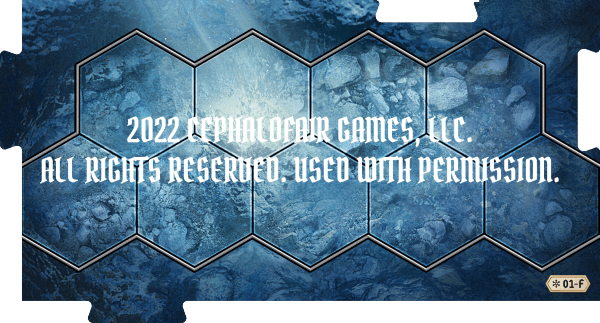 2022 CEPHALOFAIR GAMES, LLC.
ALL RIGHTS RESERVED. USED WITH PERMISSION.
* 01-F